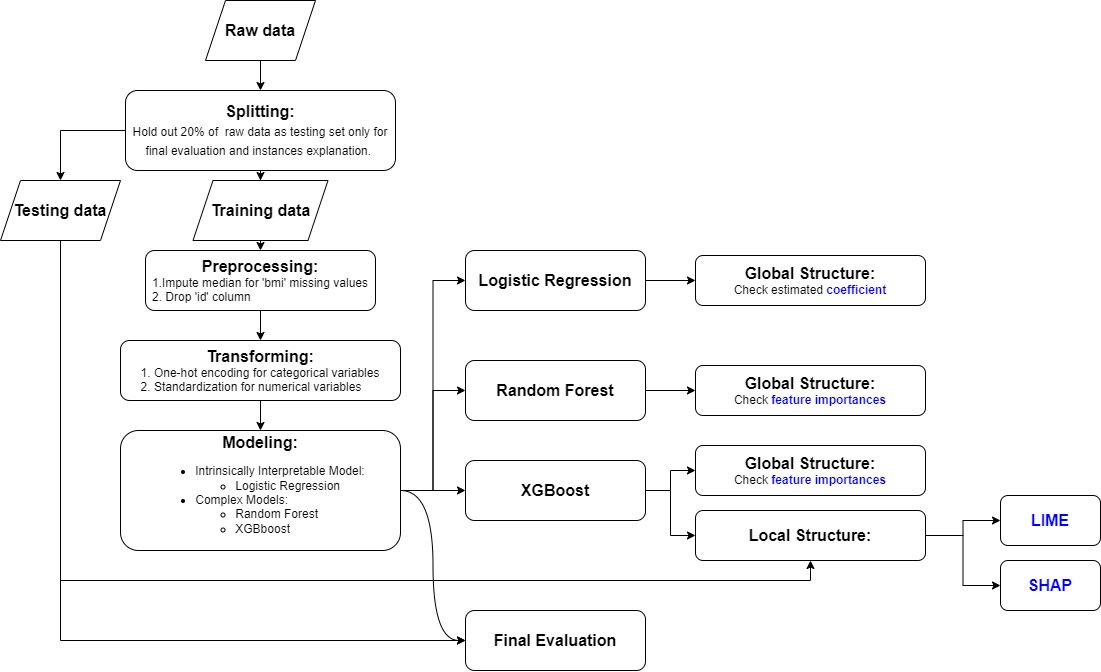 Raw data
Splitting:
Hold out 20% of raw data as testing set only for
final evaluation and instances explanation.
Testing data
Training data
Preprocessing:
1.Impute median for 'bmi' missing values
2. Drop 'id' column
Transforming:
1. One-hot encoding for categorical variables
2. Standardization for numerical variables
Modeling:
• Intrinsically Interpretable Model:
○ Logistic Regression
• Complex Models:
○ Random Forest
○ XGBboost
Logistic Regression
Global Structure:
Check estimated coefficient
Random Forest
Global Structure:
Check feature importances
XGBoost
Global Structure:
Check feature importances
Local Structure:
LIME
SHAP
Final Evaluation